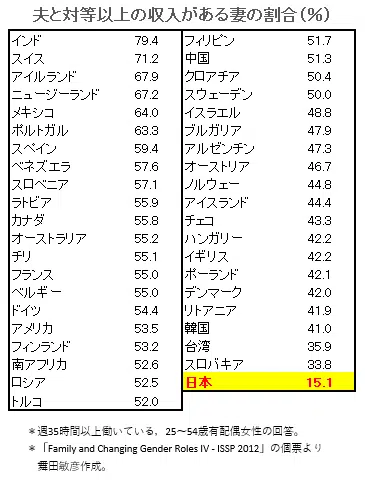 夫と対等以上の収入がある妻の割合(%)
インド 79.4
スイス 71.2
アイルランド 67.9
ニュージーランド 67.2
メキシコ 64.0
ポルトガル 63.3
スペイン 59.4
ベネズエラ 57.6
スロベニア 57.1
ラトビア 55.9
カナダ 55.8
オーストラリア 55.2
チリ 55.1
フランス 55.0
ベルギー 55.0
ドイツ 54.4
アメリカ 53.5
フィンランド 53.2
南アフリカ 52.6
ロシア 52.5
トルコ 52.0
フィリピン 51.7
中国 51.3
クロアチア 50.4
スウェーデン 50.0
イスラエル 48.8
ブルガリア 47.9
アルゼンチン 47.3
オーストリア 46.7
ノルウェー 44.8
アイスランド 44.4
チェコ 43.3
ハンガリー 42.2
イギリス 42.2
ポーランド 42.1
デンマーク 42.0
リトアニア 41.9
韓国 41.0
台湾 35.9
スロバキア 33.8
日本 15.1
＊週35時間以上働いている，25～54歳有配偶女性の回答。
＊「Family and Changing Gender Roles IV - ISSP 2012」の個票より
舞田敏彦作成。